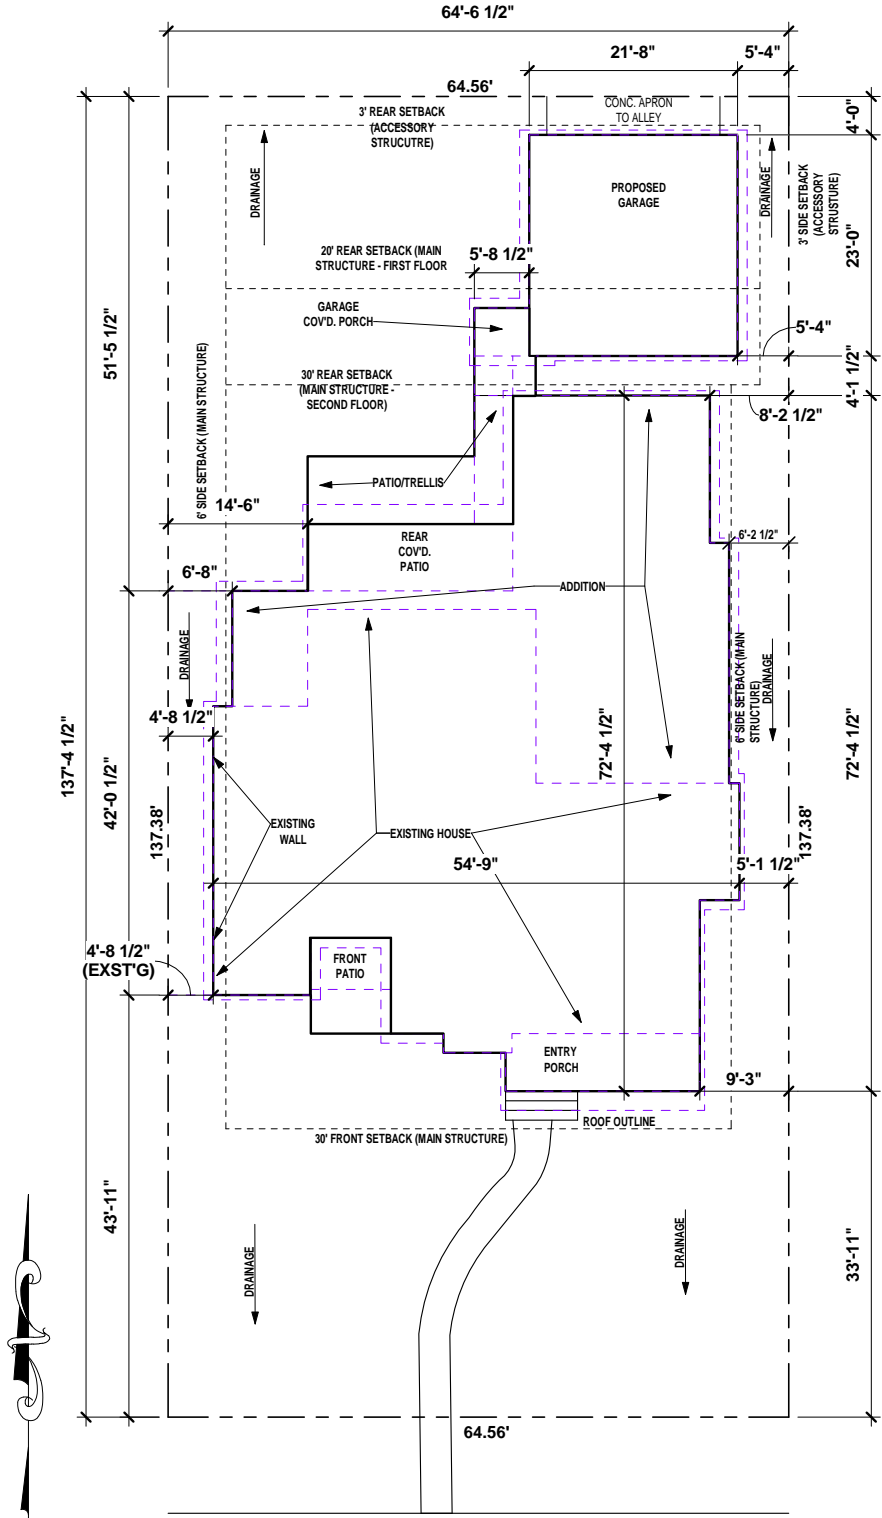 64'-6 1/2"
21'-8"
5'-4"
64.56'
3' REAR SETBACK
(ACCESSORY
STRUCUTRE)
CONC. APRON
TO ALLEY
4'-0"
DRAINAGE
PROPOSED
GARAGE
DRAINAGE
3' SIDE SETBACK
(ACCESSORY
STRUSTURE)
23'-0"
20' REAR SETBACK (MAIN
STRUCTURE - FIRST FLOOR
5'-8 1/2"
GARAGE
COV'D. PORCH
5'-4"
51'-5 1/2"
6' SIDE SETBACK (MAIN STRUCTURE)
30' REAR SETBACK
(MAIN STRUCTURE -
SECOND FLOOR)
4'-1 1/2"
8'-2 1/2"
PATIO/TRELLIS
14'-6"
REAR
COV'D.
PATIO
6'-2 1/2"
6'-8"
ADDITION
DRAINAGE
6' SIDE SETBACK (MAIN
STRUCTURE)
DRAINAGE
4'-8 1/2"
137'-4 1/2"
42'-0 1/2"
72'-4 1/2"
72'-4 1/2"
137.38'
EXISTING
WALL
EXISTING HOUSE
137.38'
54'-9"
5'-1 1/2"
4'-8 1/2"
(EXST'G)
FRONT
PATIO
ENTRY
PORCH
9'-3"
ROOF OUTLINE
30' FRONT SETBACK (MAIN STRUCTURE)
43'-11"
DRAINAGE
DRAINAGE
33'-11"
64.56'